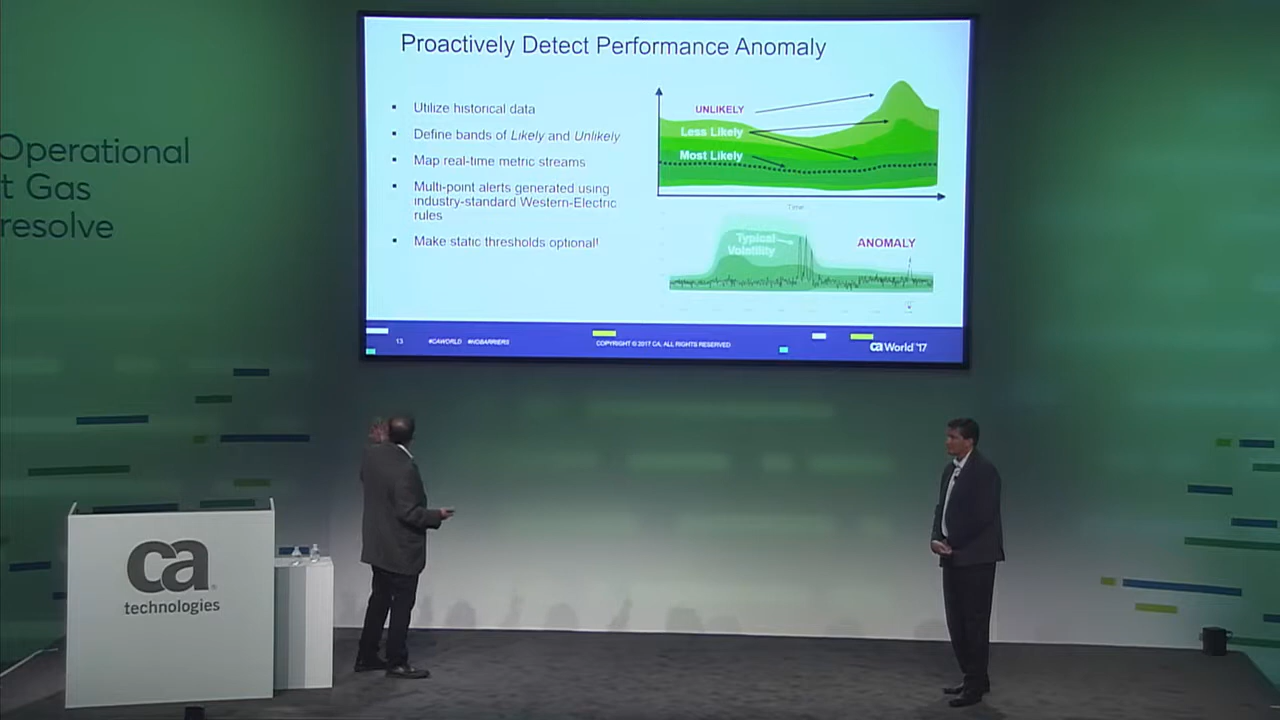 Operational
t Gas
resolve
Proactively Detect Performance Anomaly
Utilize historical data
Define bands of Likely and Unlikely
Map real-time metric streams
Multi-point alerts generated using
industry-standard Western-Electric
rules
Make static thresholds optional!
UNLIKELY
Less Likely
Most Likely
Time
Typical
Volatility
ANOMALY
13
#CAWORLD #NOBARRIERS
COPYRIGHT © 2017 CA. ALL RIGHTS RESERVED
ca World '17
ca
technologies